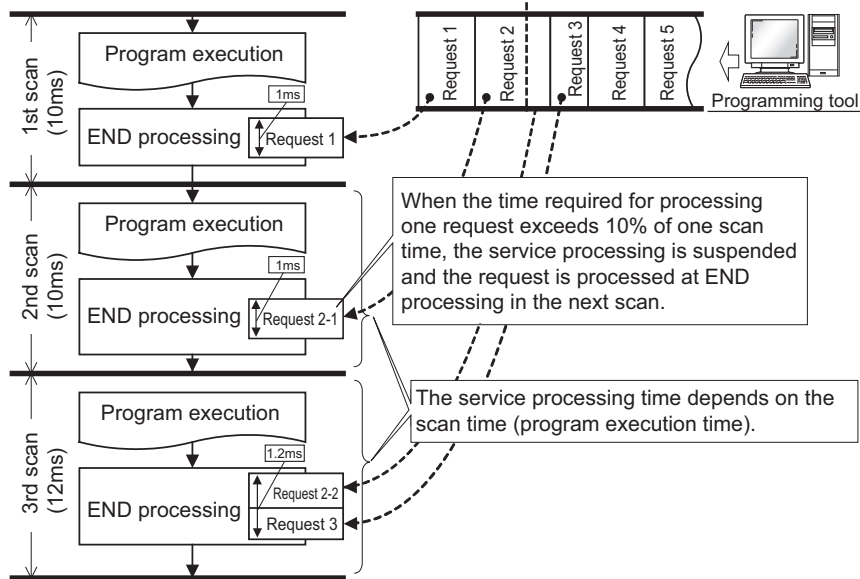 1st scan
(10ms)
Program execution
1ms
END processing
Request 1
Request 1
Request 2
Request 3
Request 4
Request 5
Programming tool
2nd scan
(10ms)
Program execution
1ms
END processing
Request 2-1
When the time required for processing
one request exceeds 10% of one scan
time, the service processing is suspended
and the request is processed at END
processing in the next scan.
3rd scan
(12ms)
Program execution
1.2ms
END processing
Request 2-2
Request 3
The service processing time depends on the
scan time (program execution time).